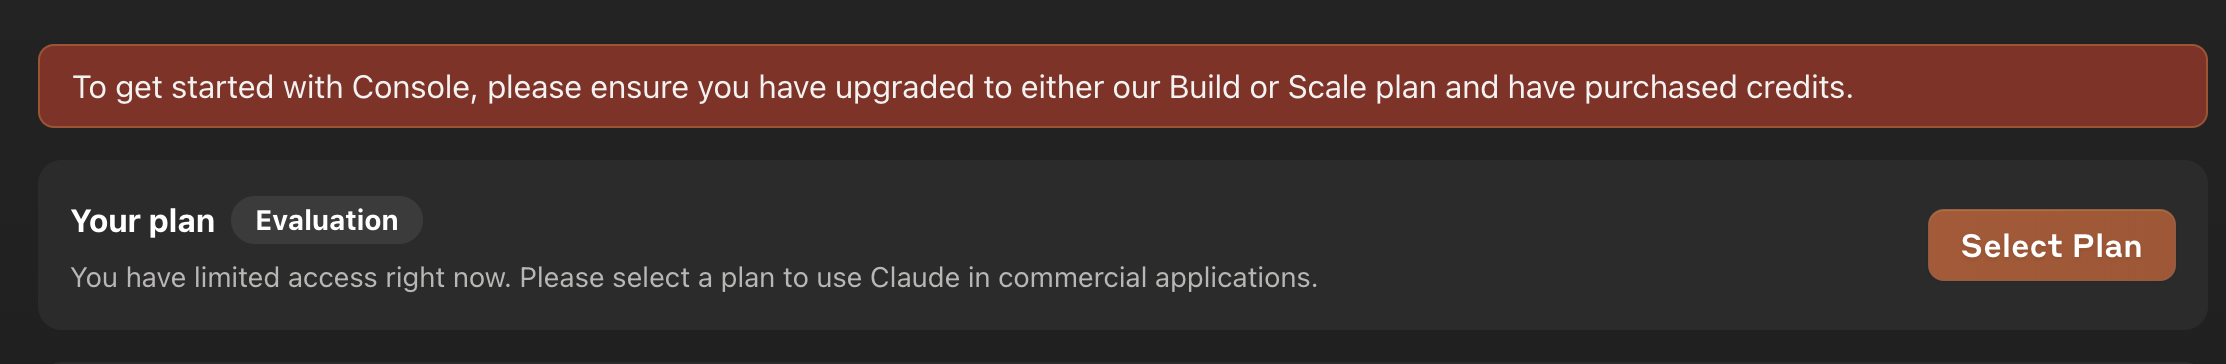 To get started with Console, please ensure you have upgraded to either our Build or Scale plan and have purchased credits.
Your plan Evaluation
You have limited access right now. Please select a plan to use Claude in commercial applications.
Select Plan